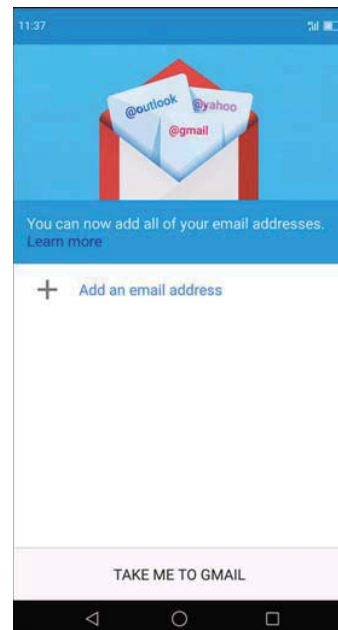 11:37
@outlook
@yahoo
@gmail
You can now add all of your email addresses.
Learn more
Add an email address
TAKE ME TO GMAIL